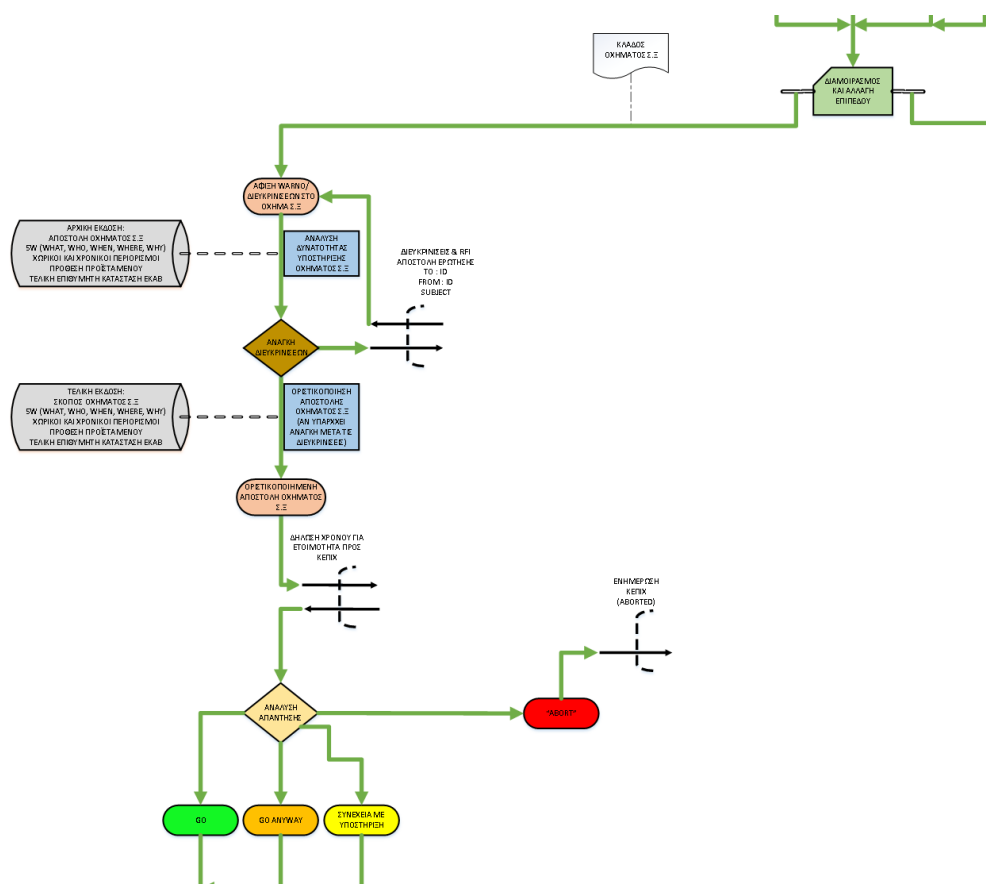 ΚΛΑΔΟΣ
ΟΧΗΜΑΤΟΣ Σ.Ξ
ΔΙΑΜΟΙΡΑΣΜΟΣ
ΚΑΙ ΑΛΛΑΓΗ
ΕΠΙΠΕΔΟΥ
ΑΦΙΞΗ WARNO/
ΔΙΕΥΚΡΙΝΙΣΕΩΝ ΣΤΟ
ΟΧΗΜΑ Σ.Ξ
ΑΡΧΙΚΗ ΕΚΔΟΣΗ:
ΑΠΟΣΤΟΛΗ ΟΧΗΜΑΤΟΣ Σ.Ξ
5W (WHAT, WHO, WHEN, WHERE, WHY)
ΧΩΡΙΚΟΙ ΚΑΙ ΧΡΟΝΙΚΟΙ ΠΕΡΙΟΡΙΣΜΟΙ
ΠΡΟΘΕΣΗ ΠΡΟΪΣΤΑΜΕΝΟΥ
ΤΕΛΙΚΗ ΕΠΙΘΥΜΗΤΗ ΚΑΤΑΣΤΑΣΗ ΕΚΑΒ
ΑΝΑΛΥΣΗ
ΔΥΝΑΤΟΤΗΤΑΣ
ΥΠΟΣΤΗΡΙΞΗΣ
ΟΧΗΜΑΤΟΣ Σ.Ξ
ΔΙΕΥΚΡΙΝΙΣΕΙΣ & RFI
ΑΠΟΣΤΟΛΗ ΕΡΩΤΗΣΗΣ
TO : ID
FROM : ID
SUBJECT
ΑΝΑΓΚΗ
ΔΙΕΥΚΡΙΝΙΣΕΩΝ
ΤΕΛΙΚΗ ΕΚΔΟΣΗ:
ΣΚΟΠΟΣ ΟΧΗΜΑΤΟΣ Σ.Ξ
5W (WHAT, WHO, WHEN, WHERE, WHY)
ΧΩΡΙΚΟΙ ΚΑΙ ΧΡΟΝΙΚΟΙ ΠΕΡΙΟΡΙΣΜΟΙ
ΠΡΟΘΕΣΗ ΠΡΟΪΣΤΑΜΕΝΟΥ
ΤΕΛΙΚΗ ΕΠΙΘΥΜΗΤΗ ΚΑΤΑΣΤΑΣΗ ΕΚΑΒ
ΟΡΙΣΤΙΚΟΠΟΙΗΣΗ
ΑΠΟΣΤΟΛΗΣ
ΟΧΗΜΑΤΟΣ Σ.Ξ
(ΑΝ ΥΠΑΡΧΧΕΙ
ΑΝΑΓΚΗ ΜΕΤΑ ΤΙΣ
ΔΙΕΥΚΡΙΝΙΣΕΙΣ)
ΟΡΙΣΤΙΚΟΠΟΙΗΜΕΝΗ
ΑΠΟΣΤΟΛΗ ΟΧΗΜΑΤΟΣ
Σ.Ξ
ΔΗΛΩΣΗ ΧΡΟΝΟΥ ΓΙΑ
ΕΤΟΙΜΟΤΗΤΑ ΠΡΟΣ
ΚΕΠΙΧ
ΕΝΗΜΕΡΩΣΗ
ΚΕΠΙΧ
(ABORTED)
ΑΝΑΛΥΣΗ
ΑΠΑΝΤΗΣΗΣ
"ABORT"
GO
GO ANYWAY
ΣΥΝΕΧΕΙΑ ΜΕ
ΥΠΟΣΤΗΡΙΞΗ